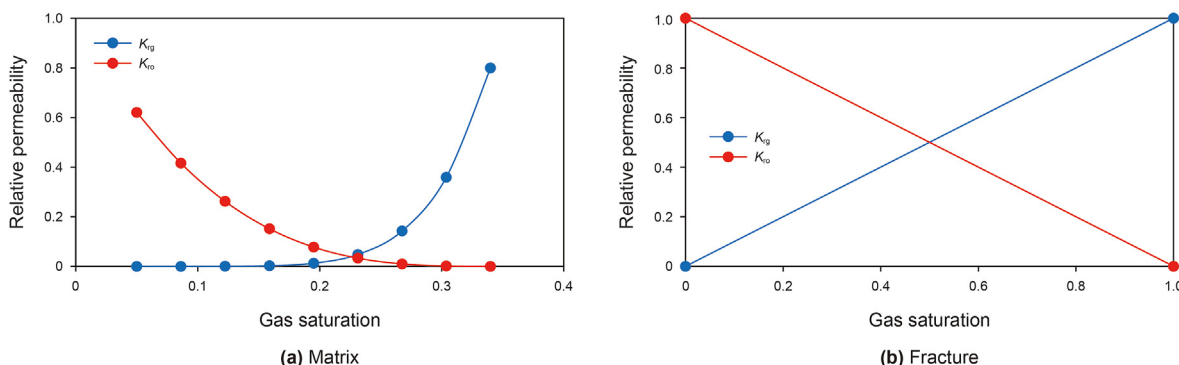 1.0
0.8
0.6
0.4
0.2
0
Relative permeability
Krg
Kro
0 0.1 0.2 0.3 0.4
Gas saturation
(a) Matrix
1.0
0.8
0.6
0.4
0.2
0
Relative permeability
Krg
Kro
0 0.2 0.4 0.6 0.8 1.0
Gas saturation
(b) Fracture